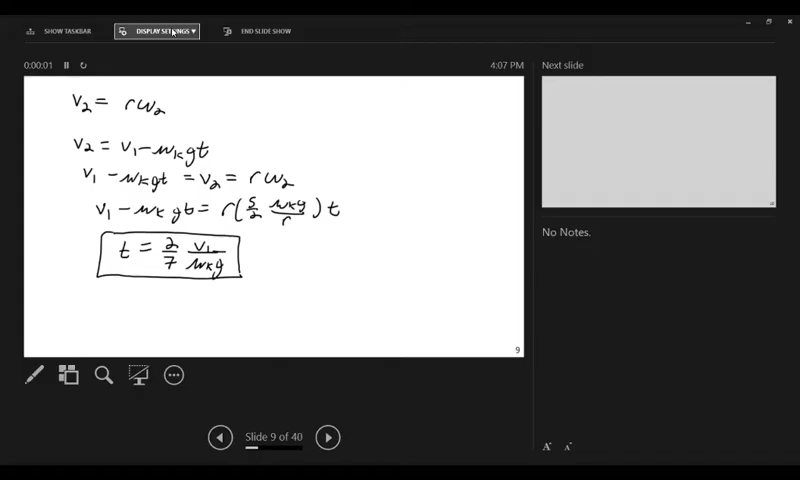 SHOW TASKBAR DISPLAY SETTINGS ▼ END SLIDE SHOW
0:00:01 4:07 PM
Next slide
v₂ = rω₂
v₂ = v₁ − μₖgt
v₁ − μₖgt = v₂ = rω₂
v₁ − μₖgt = r(5/2 μₖg/r)t
t = 2/7 v₁/μₖg
9
No Notes.
Slide 9 of 40
A A